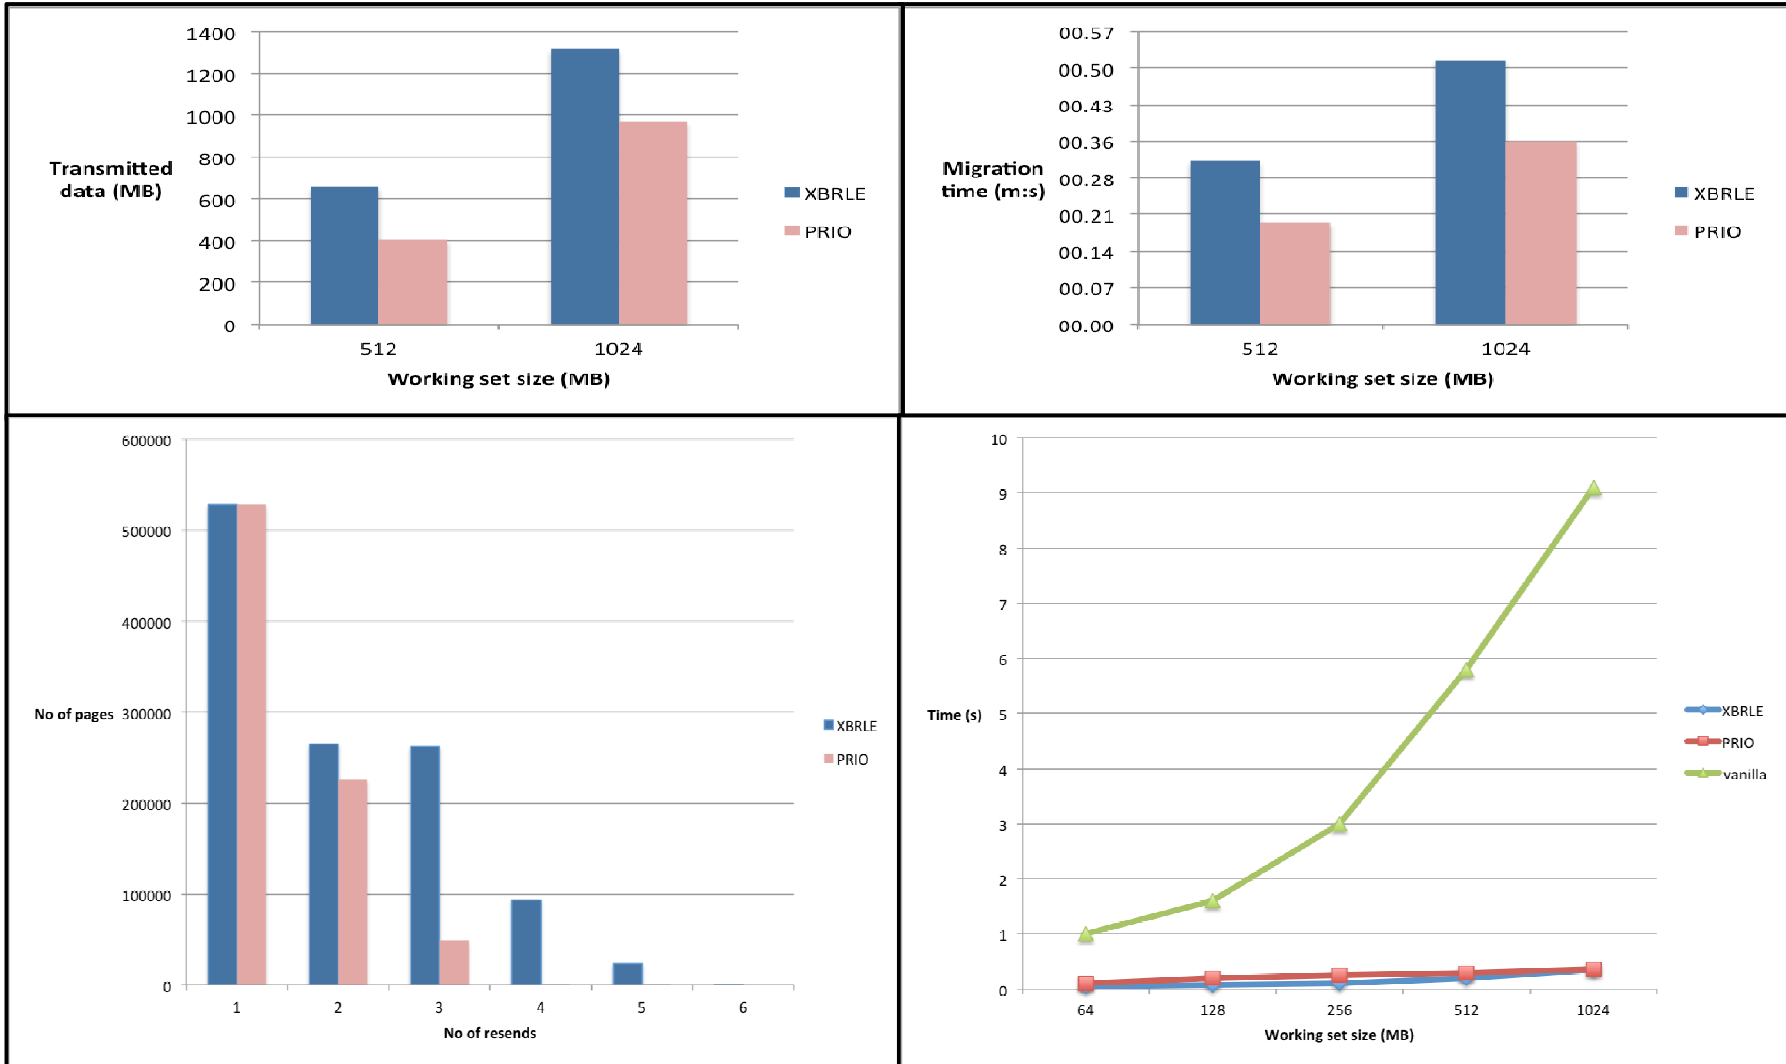 1400
1200
1000
800
600
400
200
0
Transmitted
data (MB)
512
1024
Working set size (MB)
XBRLE
PRIO
00.57
00.50
00.43
00.36
00.28
00.21
00.14
00.07
00.00
Migration
time (m:s)
512
1024
Working set size (MB)
XBRLE
PRIO
600000
500000
400000
300000
200000
100000
0
No of pages
1
2
3
4
5
6
No of resends
XBRLE
PRIO
10
9
8
7
6
5
4
3
2
1
0
Time (s)
64
128
256
512
1024
Working set size (MB)
XBRLE
PRIO
vanilla